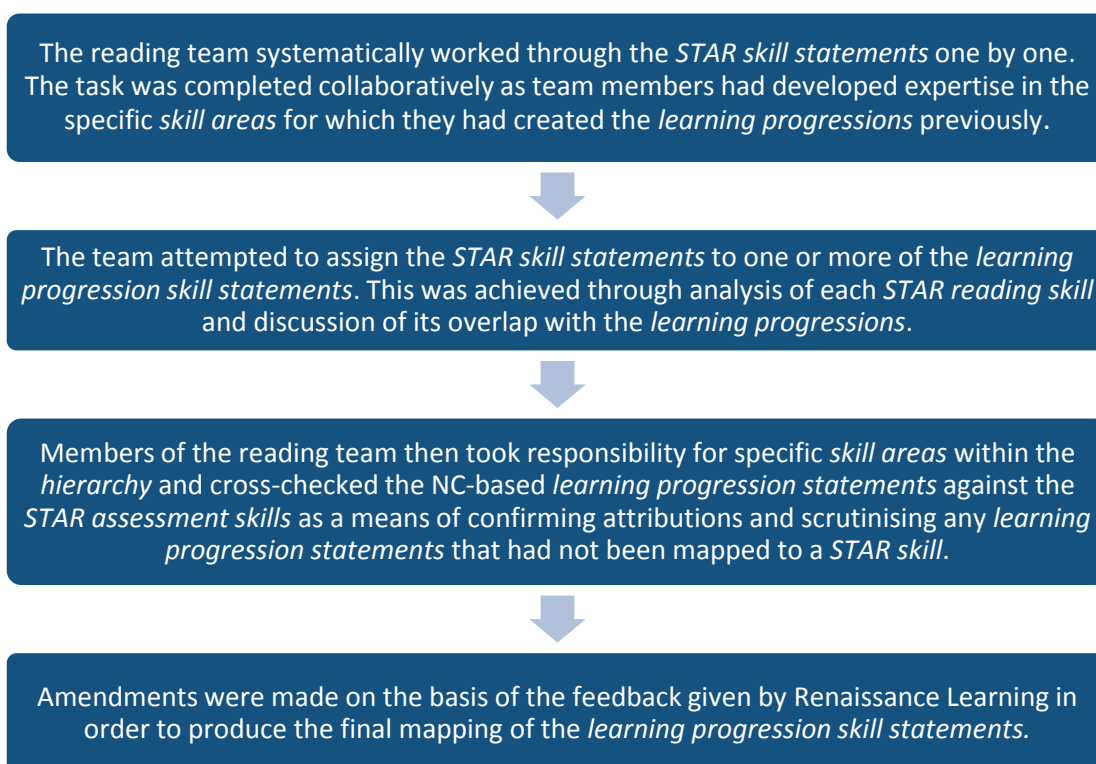 The reading team systematically worked through the STAR skill statements one by one.
The task was completed collaboratively as team members had developed expertise in the
specific skill areas for which they had created the learning progressions previously.
The team attempted to assign the STAR skill statements to one or more of the learning
progression skill statements. This was achieved through analysis of each STAR reading skill
and discussion of its overlap with the learning progressions.
Members of the reading team then took responsibility for specific skill areas within the
hierarchy and cross-checked the NC-based learning progression statements against the
STAR assessment skills as a means of confirming attributions and scrutinising any learning
progression statements that had not been mapped to a STAR skill.
Amendments were made on the basis of the feedback given by Renaissance Learning in
order to produce the final mapping of the learning progression skill statements.